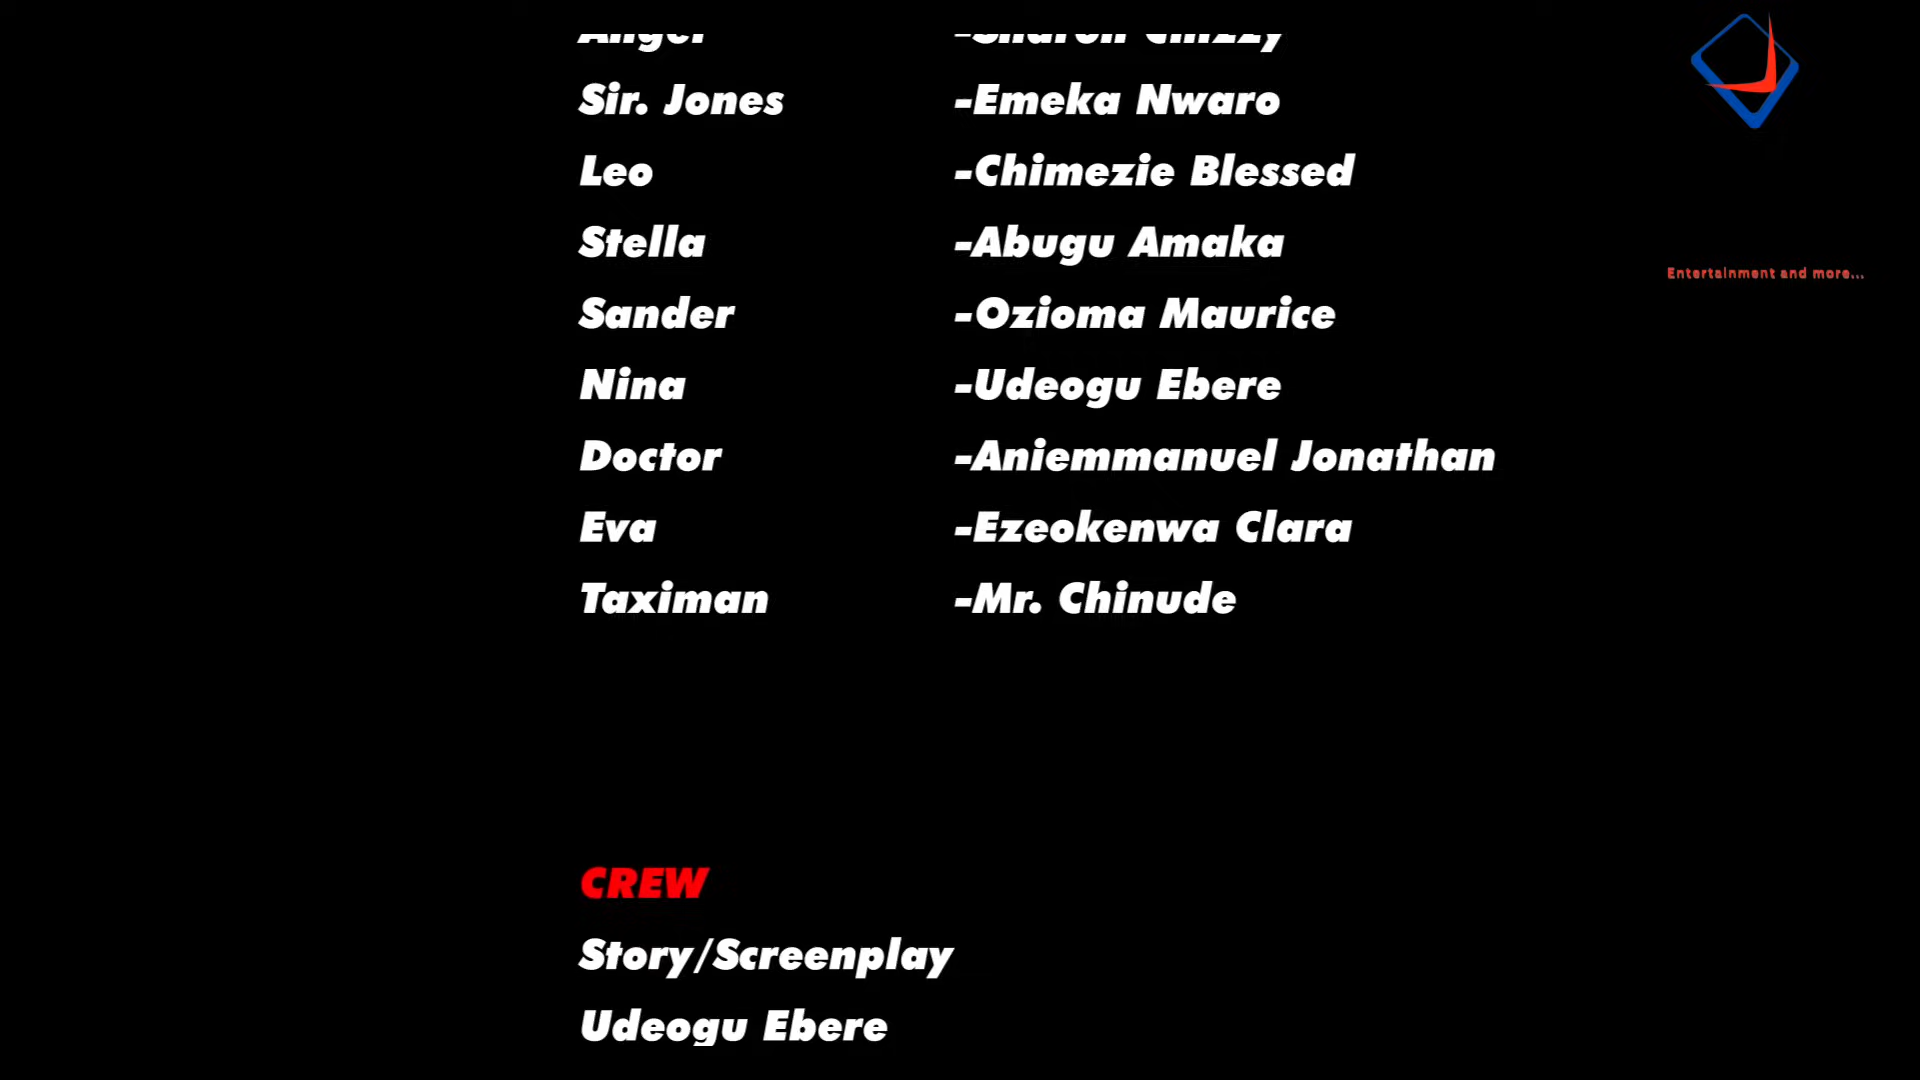 Sir. Jones -Emeka Nwaro
Leo -Chimezie Blessed
Stella -Abugu Amaka
Sander -Ozioma Maurice
Nina -Udeogu Ebere
Doctor -Aniemmanuel Jonathan
Eva -Ezeokenwa Clara
Taximan -Mr. Chinude
Entertainment and more...
CREW
Story/Screenplay
Udeogu Ebere